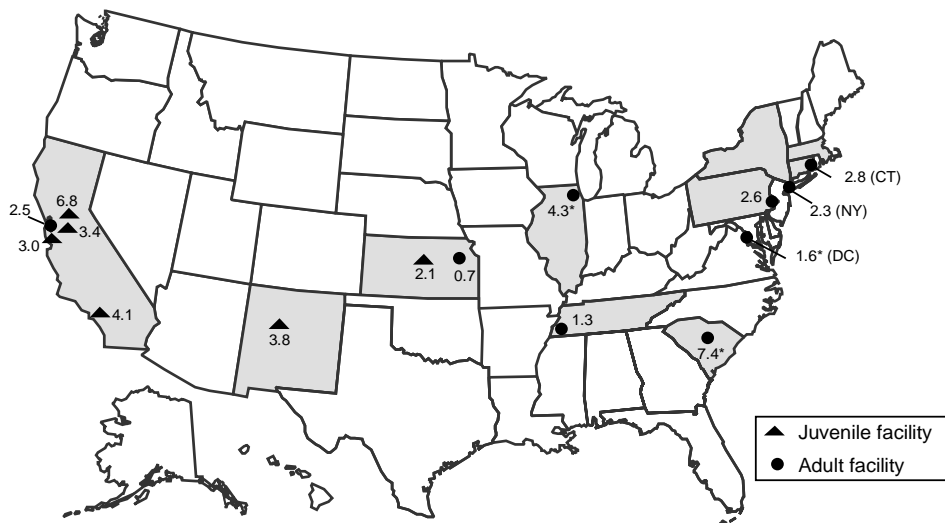 2.8 (CT)
2.6
2.3 (NY)
6.8
4.3*
2.5
3.4
3.0
1.6* (DC)
2.1
0.7
4.1
1.3
3.8
7.4*
Juvenile facility
Adult facility